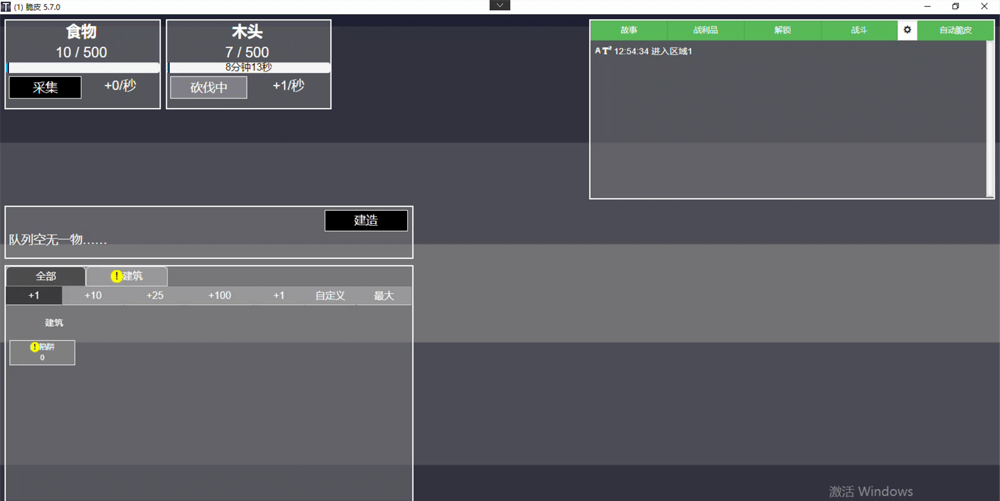 (1) 脆皮 5.7.0
食物
10 / 500
采集
+0/秒
木头
7 / 500
8分钟13秒
砍伐中
+1/秒
故事 战利品 解锁 战斗 自动脆皮
12:54:34 进入区域1
建造
队列空无一物……
全部 !建筑
+1 +10 +25 +100 +1 自定义 最大
建筑
!陷阱
0
激活 Windows